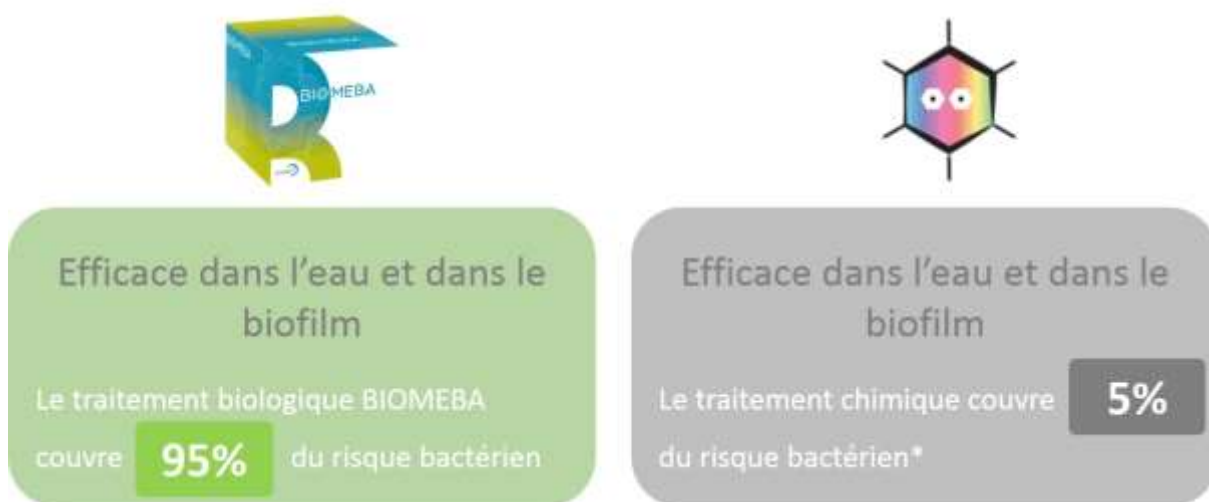 BIOMEBA
Efficace dans l'eau et dans le
biofilm
Le traitement biologique BIOMEBA
couvre 95% du risque bactérien
Efficace dans l'eau et dans le
biofilm
Le traitement chimique couvre 5%
du risque bactérien*